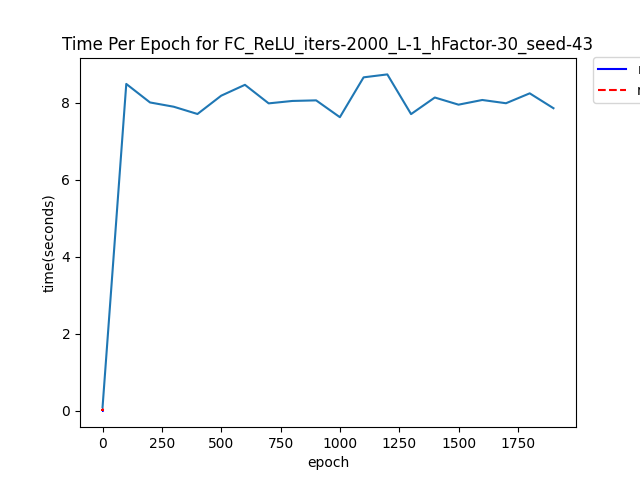 Time Per Epoch for FC_ReLU_iters-2000_L-1_hFactor-30_seed-43
8
6
4
2
0
time(seconds)
0 250 500 750 1000 1250 1500 1750
epoch